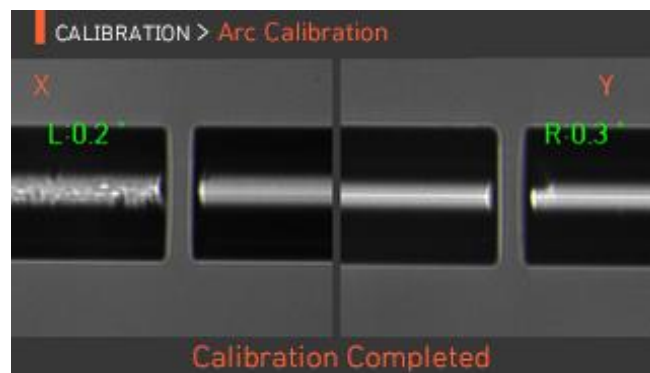 CALIBRATION > Arc Calibration
X
Y
L:0.2 °
R:0.3 °
Calibration Completed